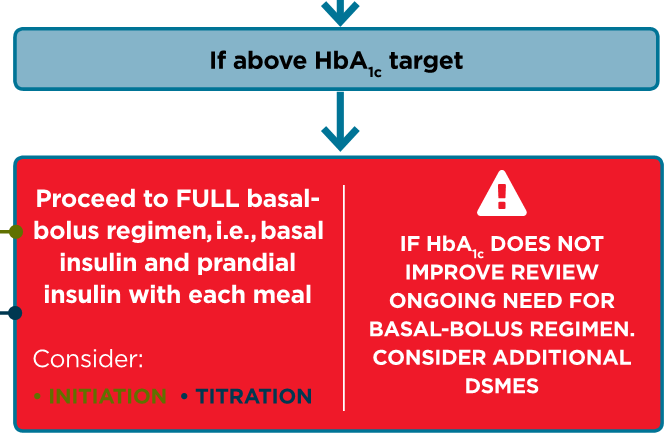 If above HbA1c target
Proceed to FULL basal-
bolus regimen, i.e., basal
insulin and prandial
insulin with each meal
Consider:
• INITIATION • TITRATION
IF HbA1c DOES NOT
IMPROVE REVIEW
ONGOING NEED FOR
BASAL-BOLUS REGIMEN.
CONSIDER ADDITIONAL
DSMES